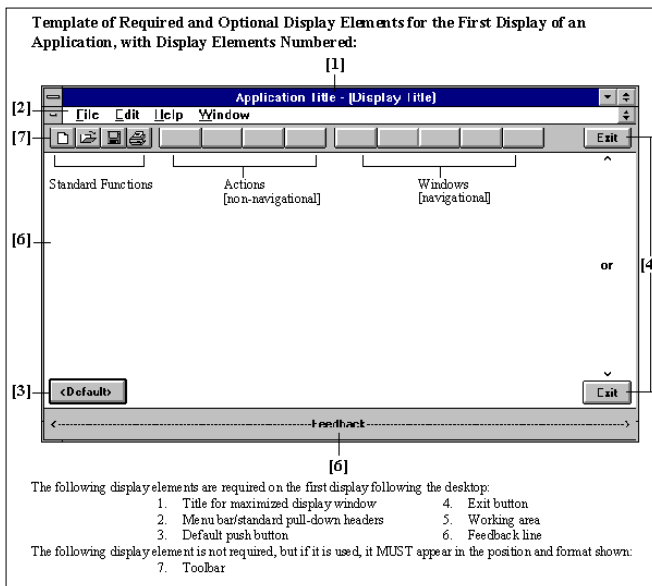 Template of Required and Optional Display Elements for the First Display of an
Application, with Display Elements Numbered:
[1]
Application Title - [Display Title]
[2] File Edit Help Window
[7] Exit
Standard Functions Actions Windows
[non-navigational] [navigational]
[6] or [4
[3] <Default> Exit
<--Feedback-->
[6]
The following display elements are required on the first display following the desktop:
1. Title for maximized display window 4. Exit button
2. Menu bar/standard pull-down headers 5. Working area
3. Default push button 6. Feedback line
The following display element is not required, but if it is used, it MUST appear in the position and format shown:
7. Toolbar